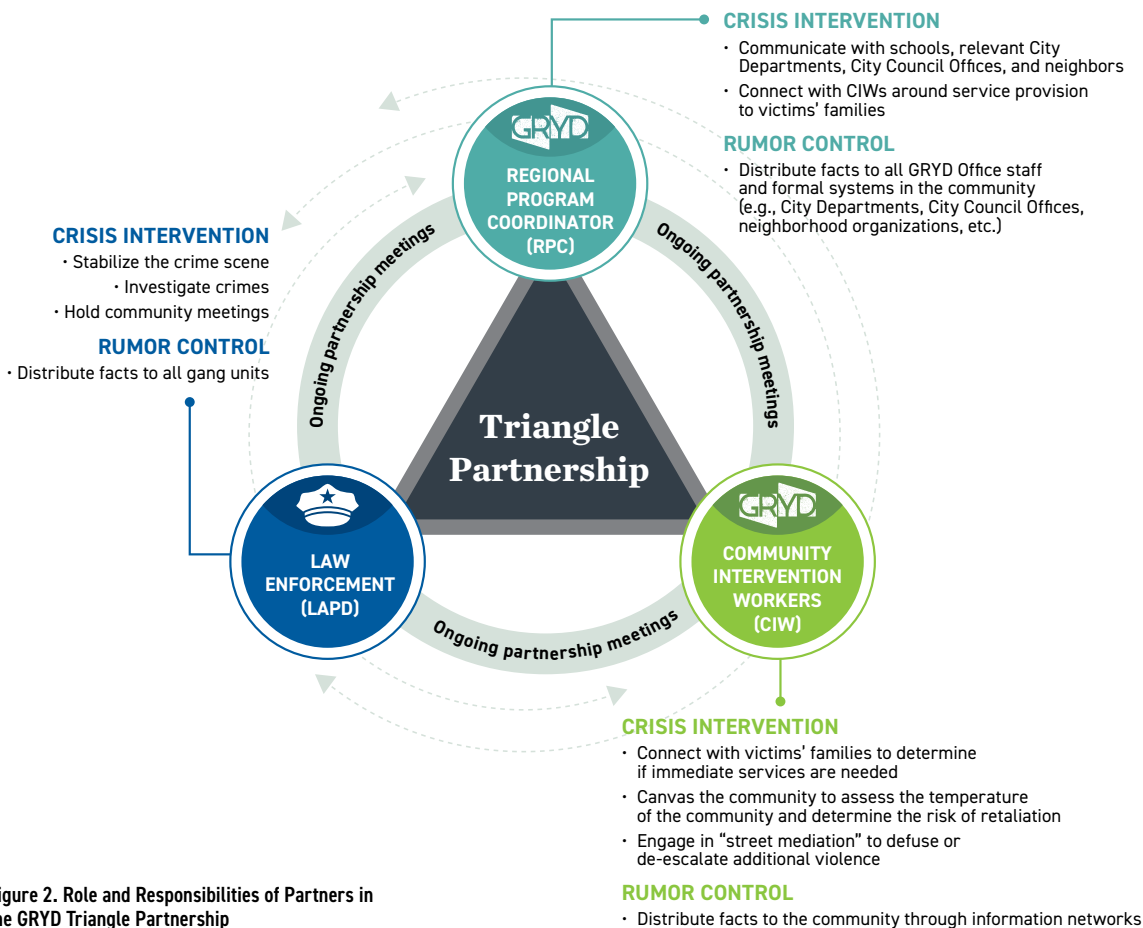 CRISIS INTERVENTION
· Communicate with schools, relevant City
Departments, City Council Offices, and neighbors
· Connect with CIWs around service provision
to victims’ families
RUMOR CONTROL
· Distribute facts to all GRYD Office staff
and formal systems in the community
(e.g., City Departments, City Council Offices,
neighborhood organizations, etc.)
GRYD
REGIONAL
PROGRAM
COORDINATOR
(RPC)
CRISIS INTERVENTION
· Stabilize the crime scene
· Investigate crimes
· Hold community meetings
RUMOR CONTROL
· Distribute facts to all gang units
Ongoing partnership meetings
Ongoing partnership meetings
Triangle
Partnership
LAW
ENFORCEMENT
(LAPD)
GRYD
COMMUNITY
INTERVENTION
WORKERS
(CIW)
Ongoing partnership meetings
CRISIS INTERVENTION
· Connect with victims’ families to determine
if immediate services are needed
· Canvas the community to assess the temperature
of the community and determine the risk of retaliation
· Engage in “street mediation” to defuse or
de-escalate additional violence
RUMOR CONTROL
· Distribute facts to the community through information networks
igure 2. Role and Responsibilities of Partners in
he GRYD Triangle Partnership